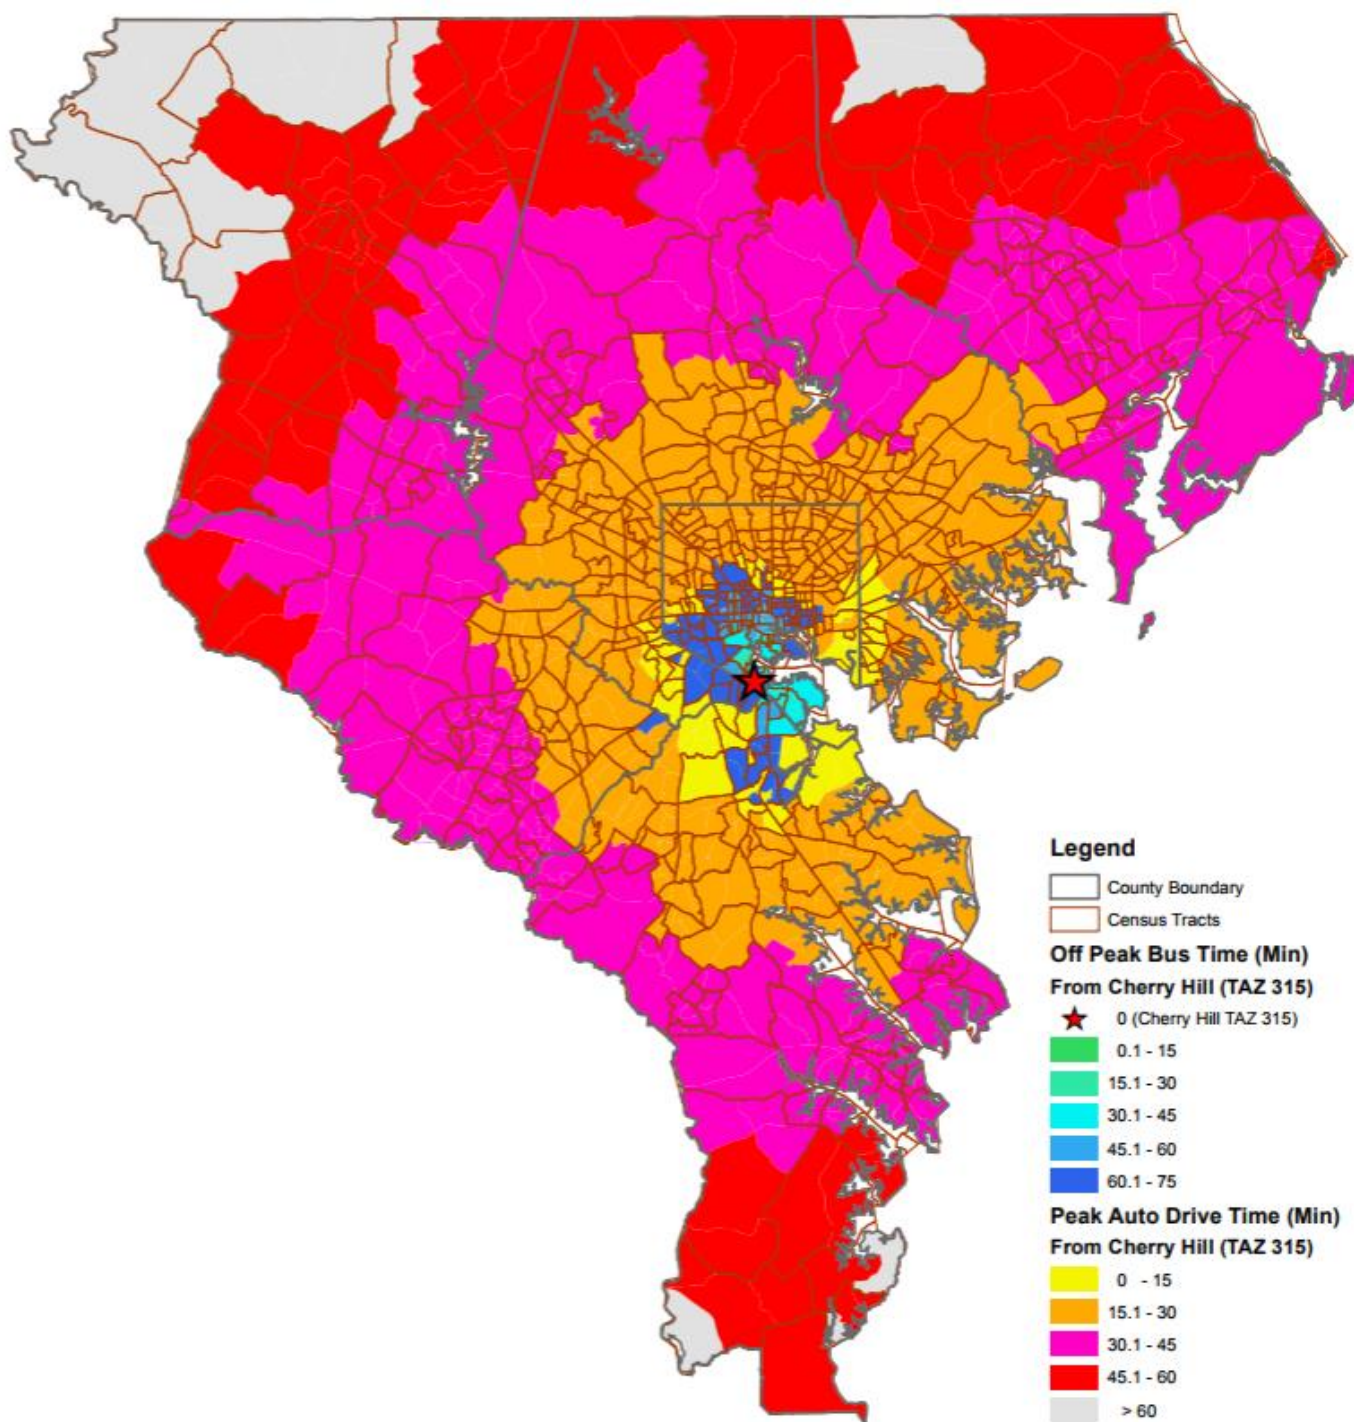 Legend
County Boundary
Census Tracts
Off Peak Bus Time (Min)
From Cherry Hill (TAZ 315)
0 (Cherry Hill TAZ 315)
0.1 - 15
15.1 - 30
30.1 - 45
45.1 - 60
60.1 - 75
Peak Auto Drive Time (Min)
From Cherry Hill (TAZ 315)
0 - 15
15.1 - 30
30.1 - 45
45.1 - 60
> 60